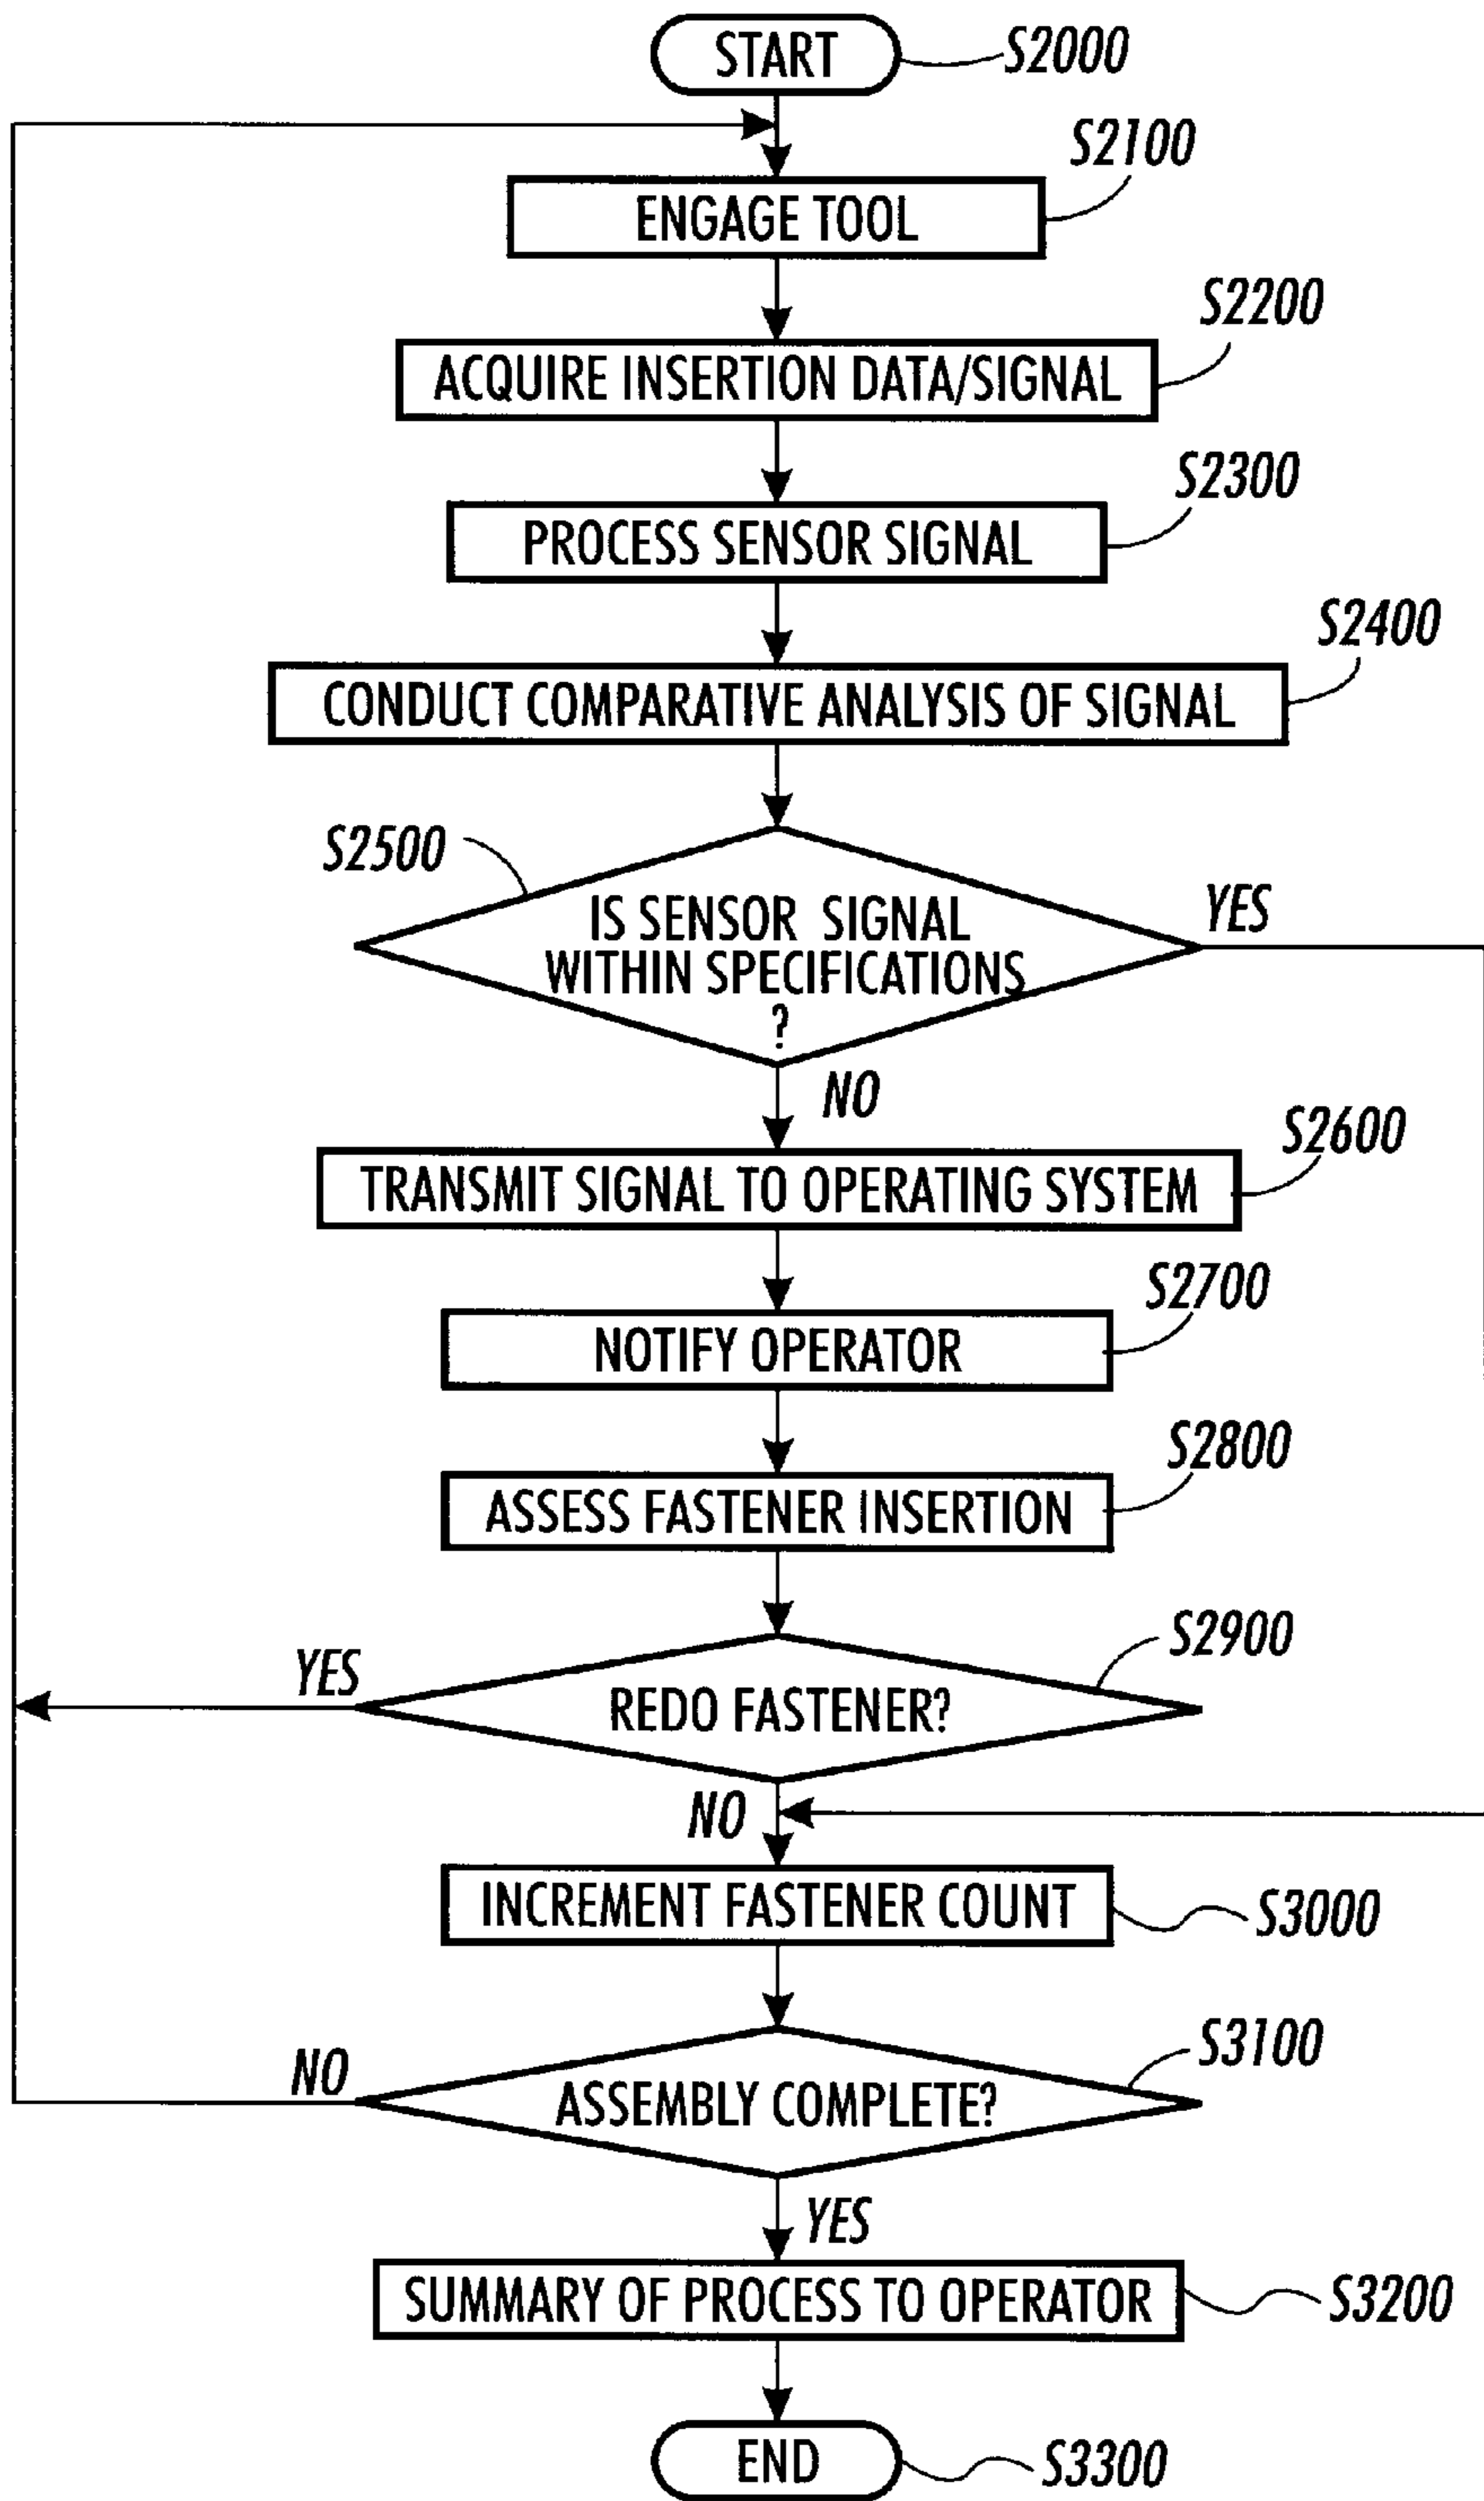 START
S2000
S2100
ENGAGE TOOL
S2200
ACQUIRE INSERTION DATA/SIGNAL
S2300
PROCESS SENSOR SIGNAL
S2400
CONDUCT COMPARATIVE ANALYSIS OF SIGNAL
S2500
IS SENSOR SIGNAL
WITHIN SPECIFICATIONS
?
YES
NO
S2600
TRANSMIT SIGNAL TO OPERATING SYSTEM
S2700
NOTIFY OPERATOR
S2800
ASSESS FASTENER INSERTION
S2900
YES
REDO FASTENER?
NO
INCREMENT FASTENER COUNT
S3000
S3100
NO
ASSEMBLY COMPLETE?
YES
SUMMARY OF PROCESS TO OPERATOR
S3200
END
S3300